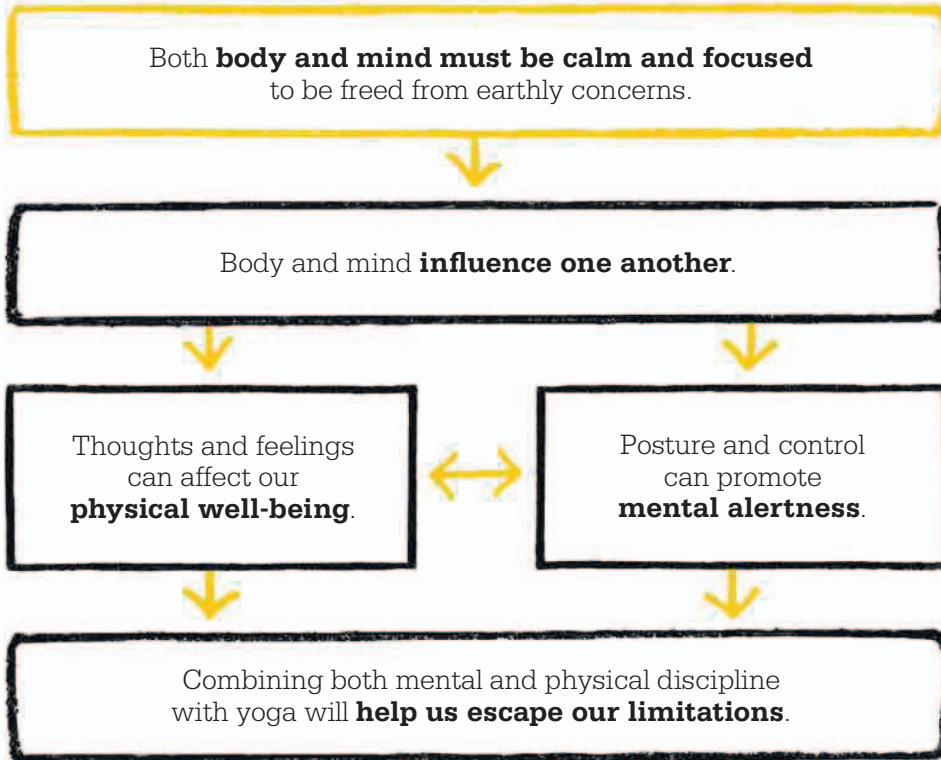 Both body and mind must be calm and focused
to be freed from earthly concerns.
Body and mind influence one another.
Thoughts and feelings
can affect our
physical well-being.
Posture and control
can promote
mental alertness.
Combining both mental and physical discipline
with yoga will help us escape our limitations.